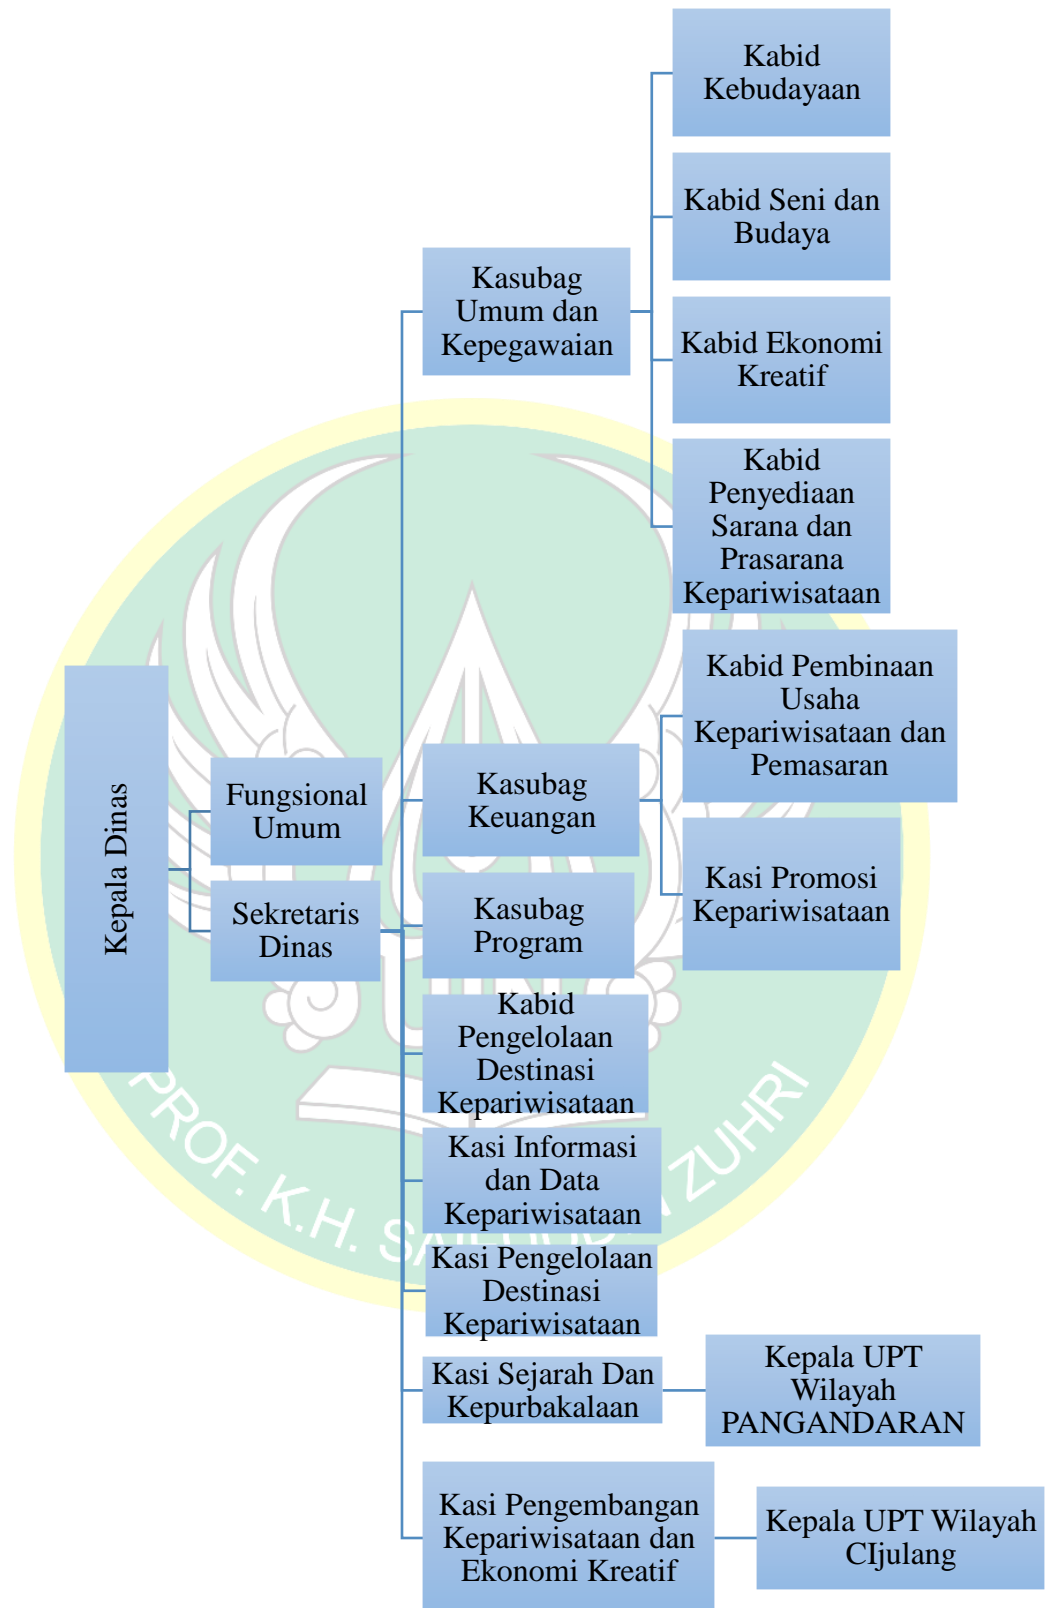 Kepala Dinas
Fungsional
Umum
Sekretaris
Dinas
Kasubag
Umum dan
Kepegawaian
Kabid
Kebudayaan
Kabid Seni dan
Budaya
Kabid Ekonomi
Kreatif
Kabid
Penyediaan
Sarana dan
Prasarana
Kepariwisataan
Kasubag
Keuangan
Kabid Pembinaan
Usaha
Kepariwisataan dan
Pemasaran
Kasi Promosi
Kepariwisataan
Kasubag
Program
Kabid
Pengelolaan
Destinasi
Kepariwisataan
Kasi Informasi
dan Data
Kepariwisataan
Kasi Pengelolaan
Destinasi
Kepariwisataan
Kasi Sejarah Dan
Kepurbakalaan
Kepala UPT
Wilayah
PANGANDARAN
Kasi Pengembangan
Kepariwisataan dan
Ekonomi Kreatif
Kepala UPT Wilayah
CIjulang
PROF. K.H. ZUHRI